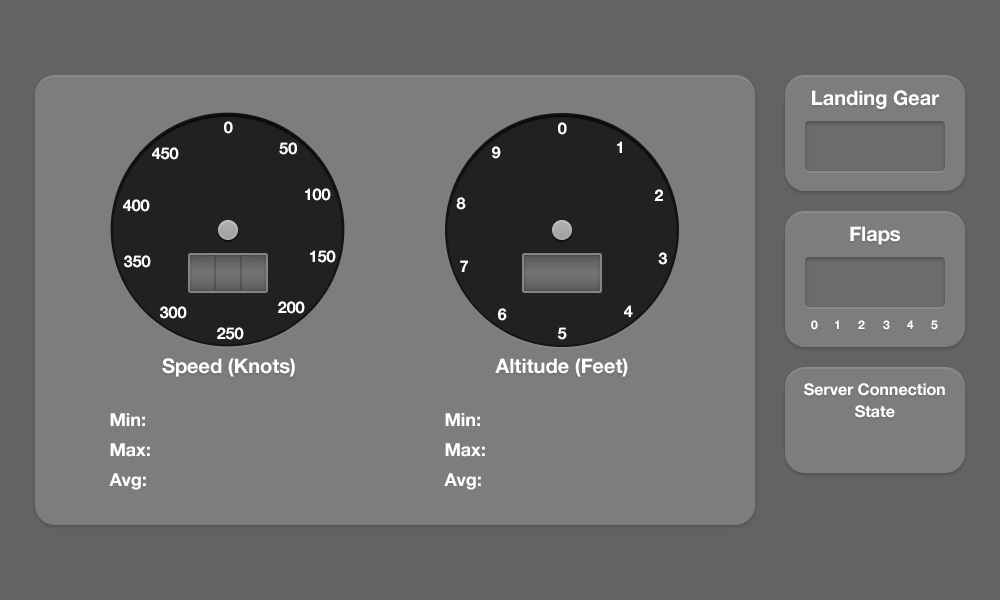 0
50
100
150
200
250
300
350
400
450
Speed (Knots)
Min:
Max:
Avg:
0
1
2
3
4
5
6
7
8
9
Altitude (Feet)
Min:
Max:
Avg:
Landing Gear
Flaps
0 1 2 3 4 5
Server Connection
State